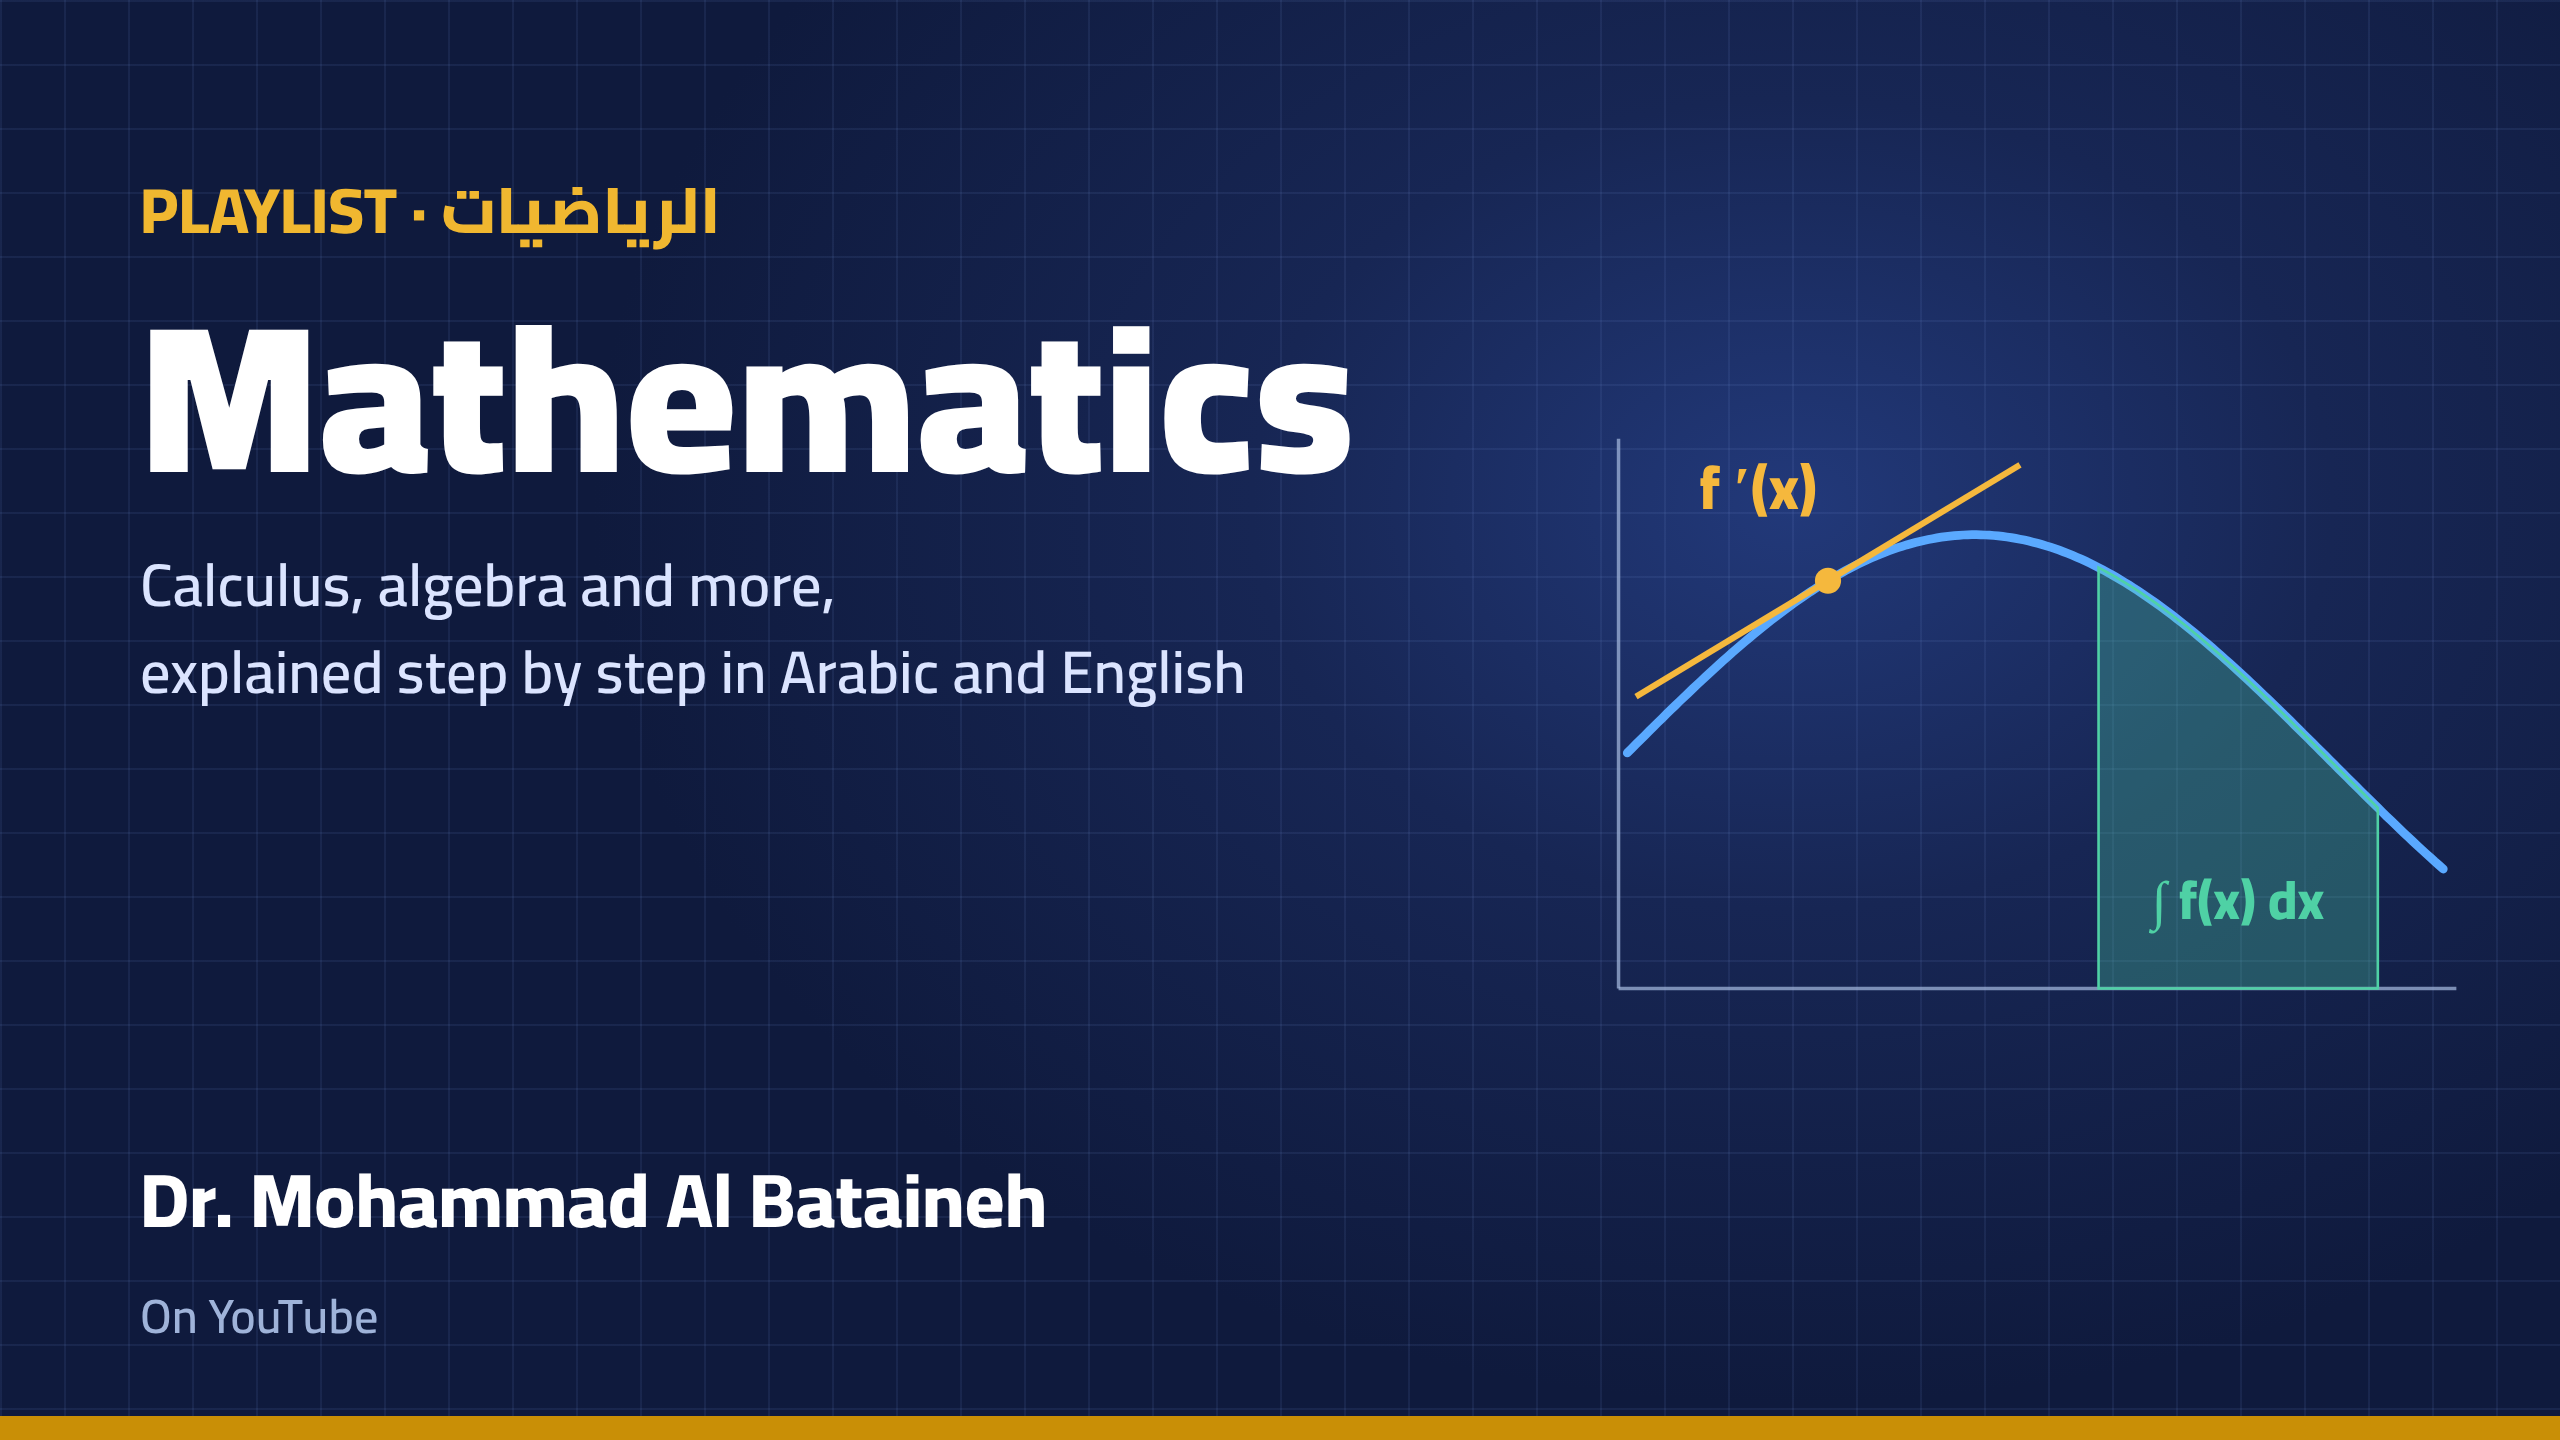 PLAYLIST · الرياضيات
Mathematics
Calculus, algebra and more,
explained step by step in Arabic and English
f ′(x)
∫ f(x) dx
Dr. Mohammad Al Bataineh
On YouTube